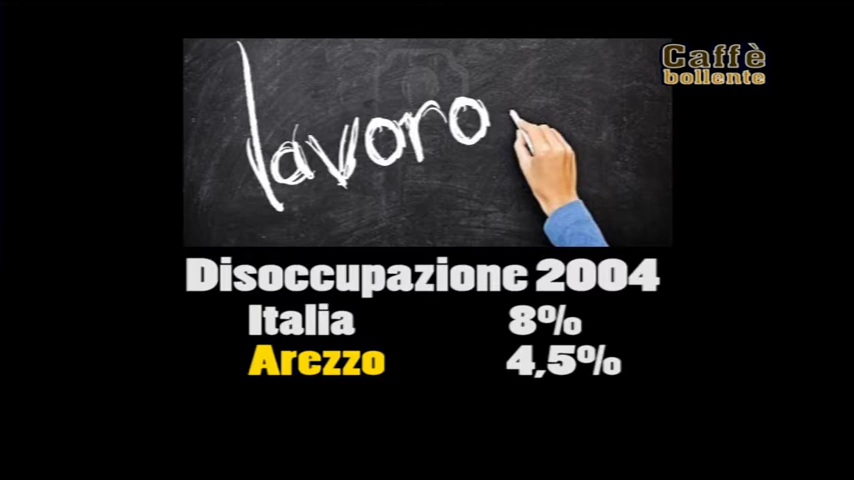 Caffè
bollente
lavoro
Disoccupazione 2004
Italia 8%
Arezzo 4,5%